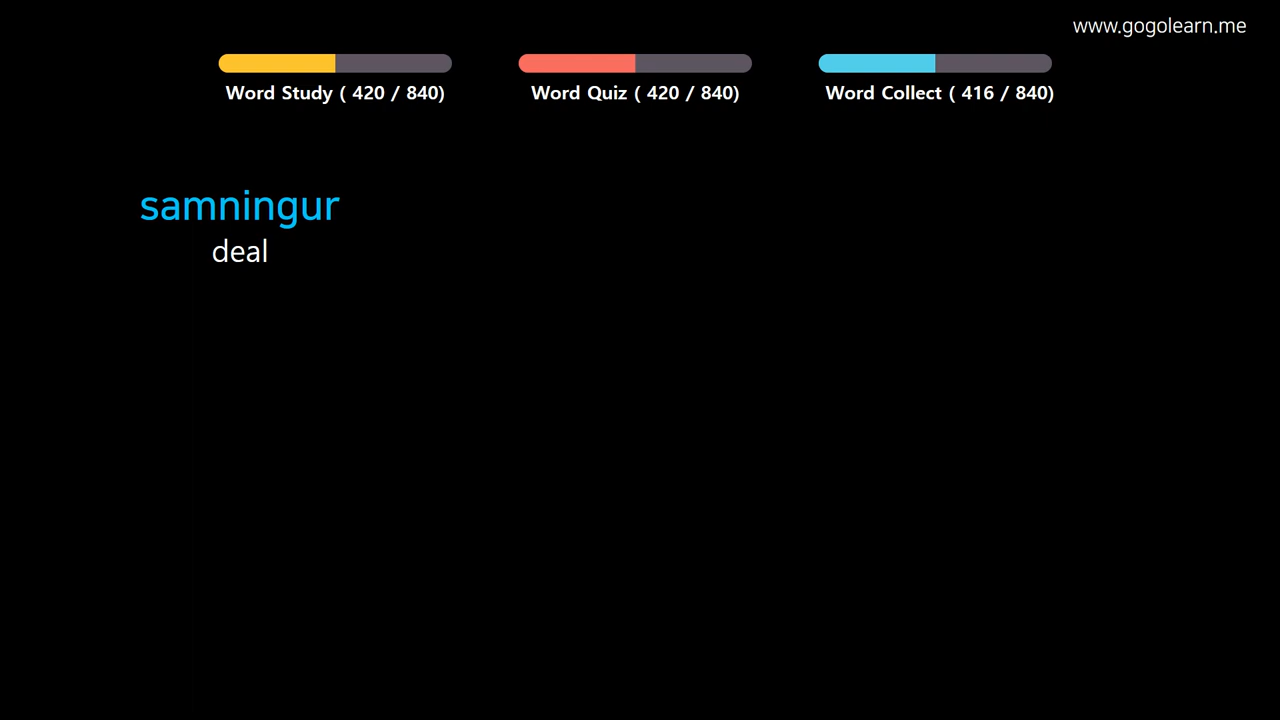 www.gogolearn.me
Word Study ( 420 / 840)
Word Quiz ( 420 / 840)
Word Collect ( 416 / 840)
samningur
deal